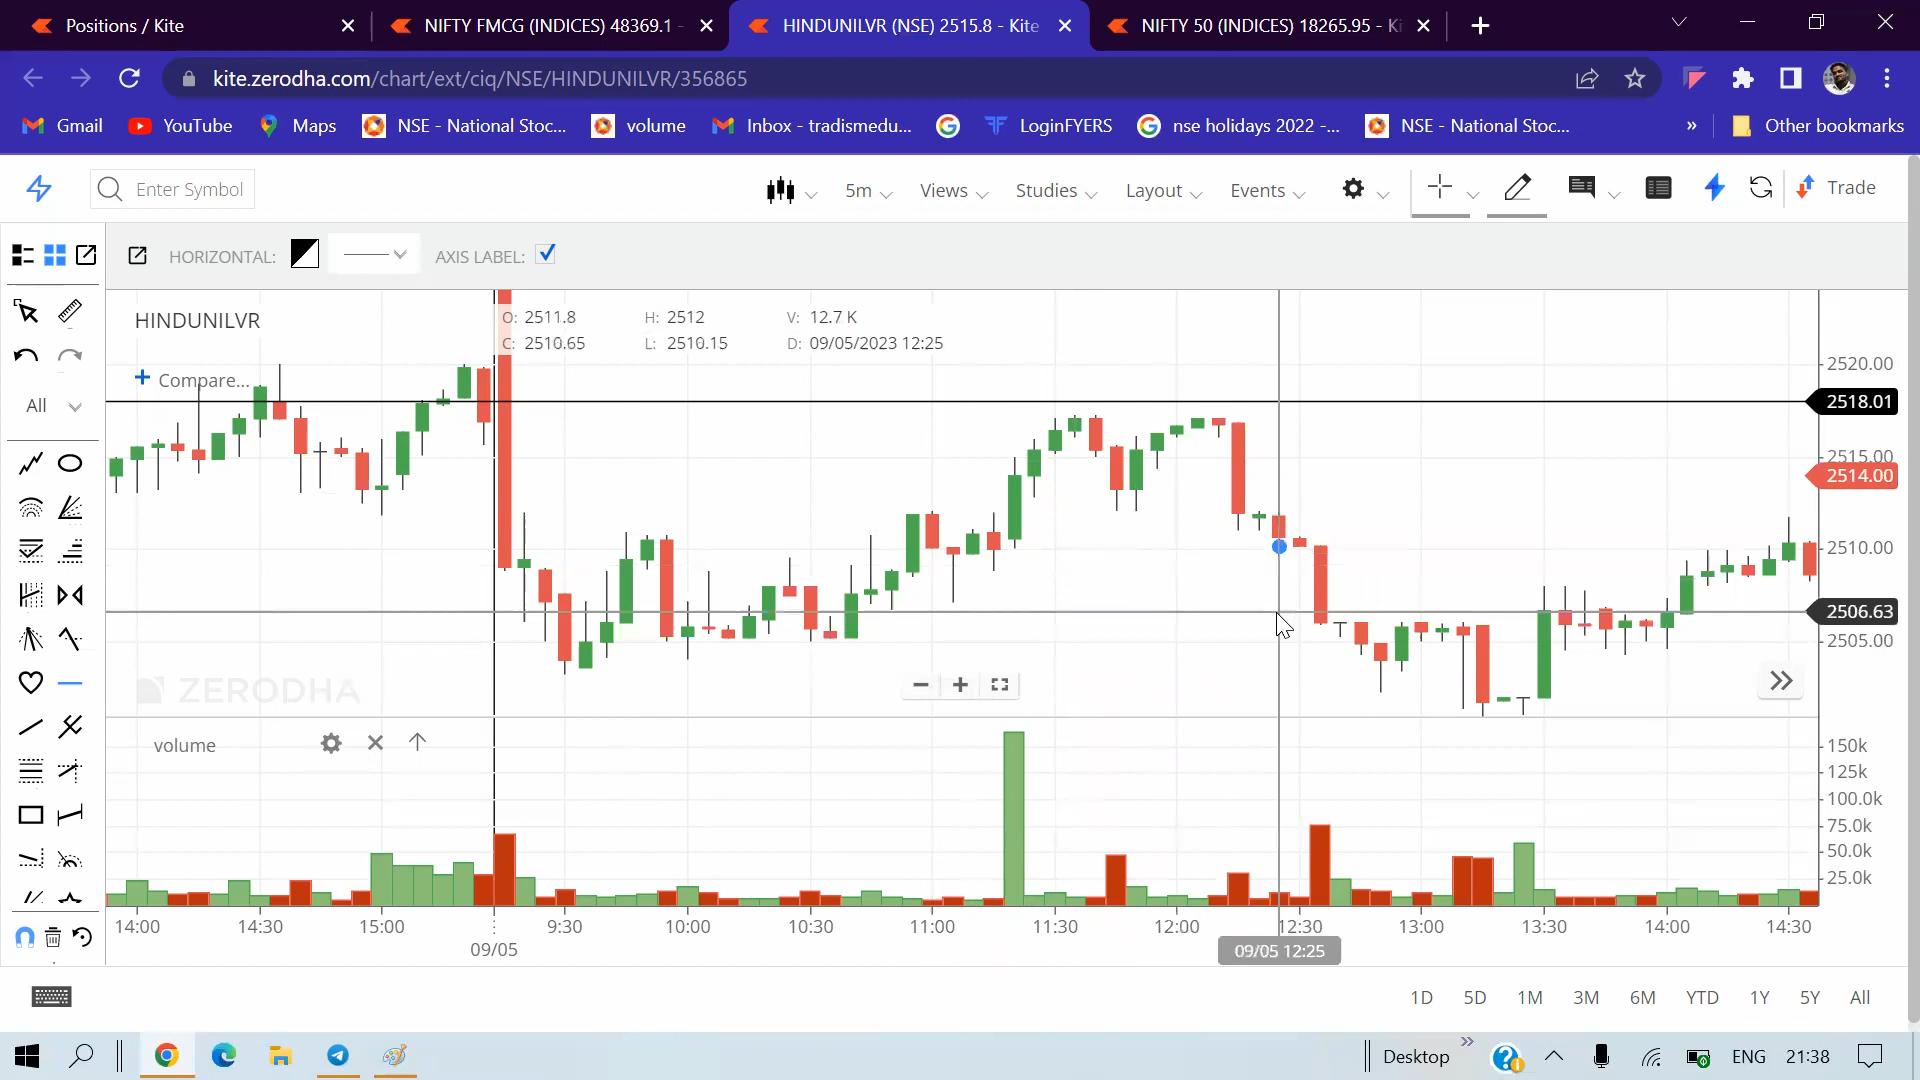 Positions / Kite
NIFTY FMCG (INDICES) 48369.1 -
HINDUNILVR (NSE) 2515.8 - Kite
NIFTY 50 (INDICES) 18265.95 - Ki
kite.zerodha.com/chart/ext/ciq/NSE/HINDUNILVR/356865
Gmail YouTube Maps NSE - National Stoc... volume Inbox - tradismedu... LoginFYERS nse holidays 2022 -... NSE - National Stoc... » Other bookmarks
Enter Symbol 5m Views Studies Layout Events Trade
HORIZONTAL: AXIS LABEL:
HINDUNILVR
O: 2511.8 H: 2512 V: 12.7 K
C: 2510.65 L: 2510.15 D: 09/05/2023 12:25
Compare...
All
2520.00
2518.01
2515.00
2514.00
2510.00
2506.63
2505.00
ZERODHA
volume
150k
125k
100.0k
75.0k
50.0k
25.0k
14:00 14:30 15:00 9:30 10:00 10:30 11:00 11:30 12:00 12:30 13:00 13:30 14:00 14:30
09/05 09/05 12:25
1D 5D 1M 3M 6M YTD 1Y 5Y All
Desktop » ENG 21:38